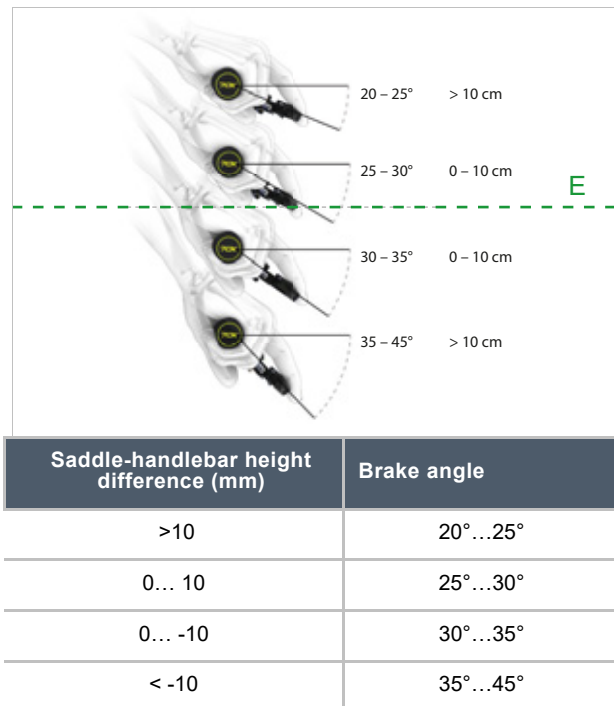 20 – 25° > 10 cm
25 – 30° 0 – 10 cm
E
30 – 35° 0 – 10 cm
35 – 45° > 10 cm
Saddle-handlebar height difference (mm) Brake angle
>10 20°…25°
0… 10 25°…30°
0… -10 30°…35°
< -10 35°…45°